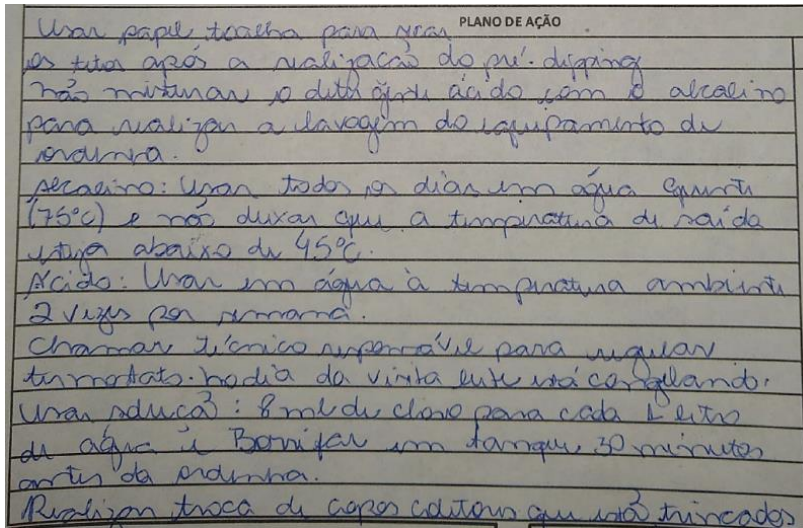 PLANO DE AÇÃO
Usar papel toalha para secar
os tetos após a realização do pré-dipping
não misturar o detergente ácido com o alcalino
para realizar a lavagem do equipamento de
ordenha.
Alcalino: Usar todos os dias em água quente
(75°C) e não deixar que a temperatura de saída
esteja abaixo de 45°C.
Ácido: Usar em água à temperatura ambiente
2 vezes por semana.
Chamar técnico responsável para regular
termostato. no dia da visita leite está congelando.
Usar solução: 8 ml de cloro para cada 1 litro
de água e Borrifar em tanque, 30 minutos
antes da ordenha.
Realizar troca de copos coletores que estão trincados